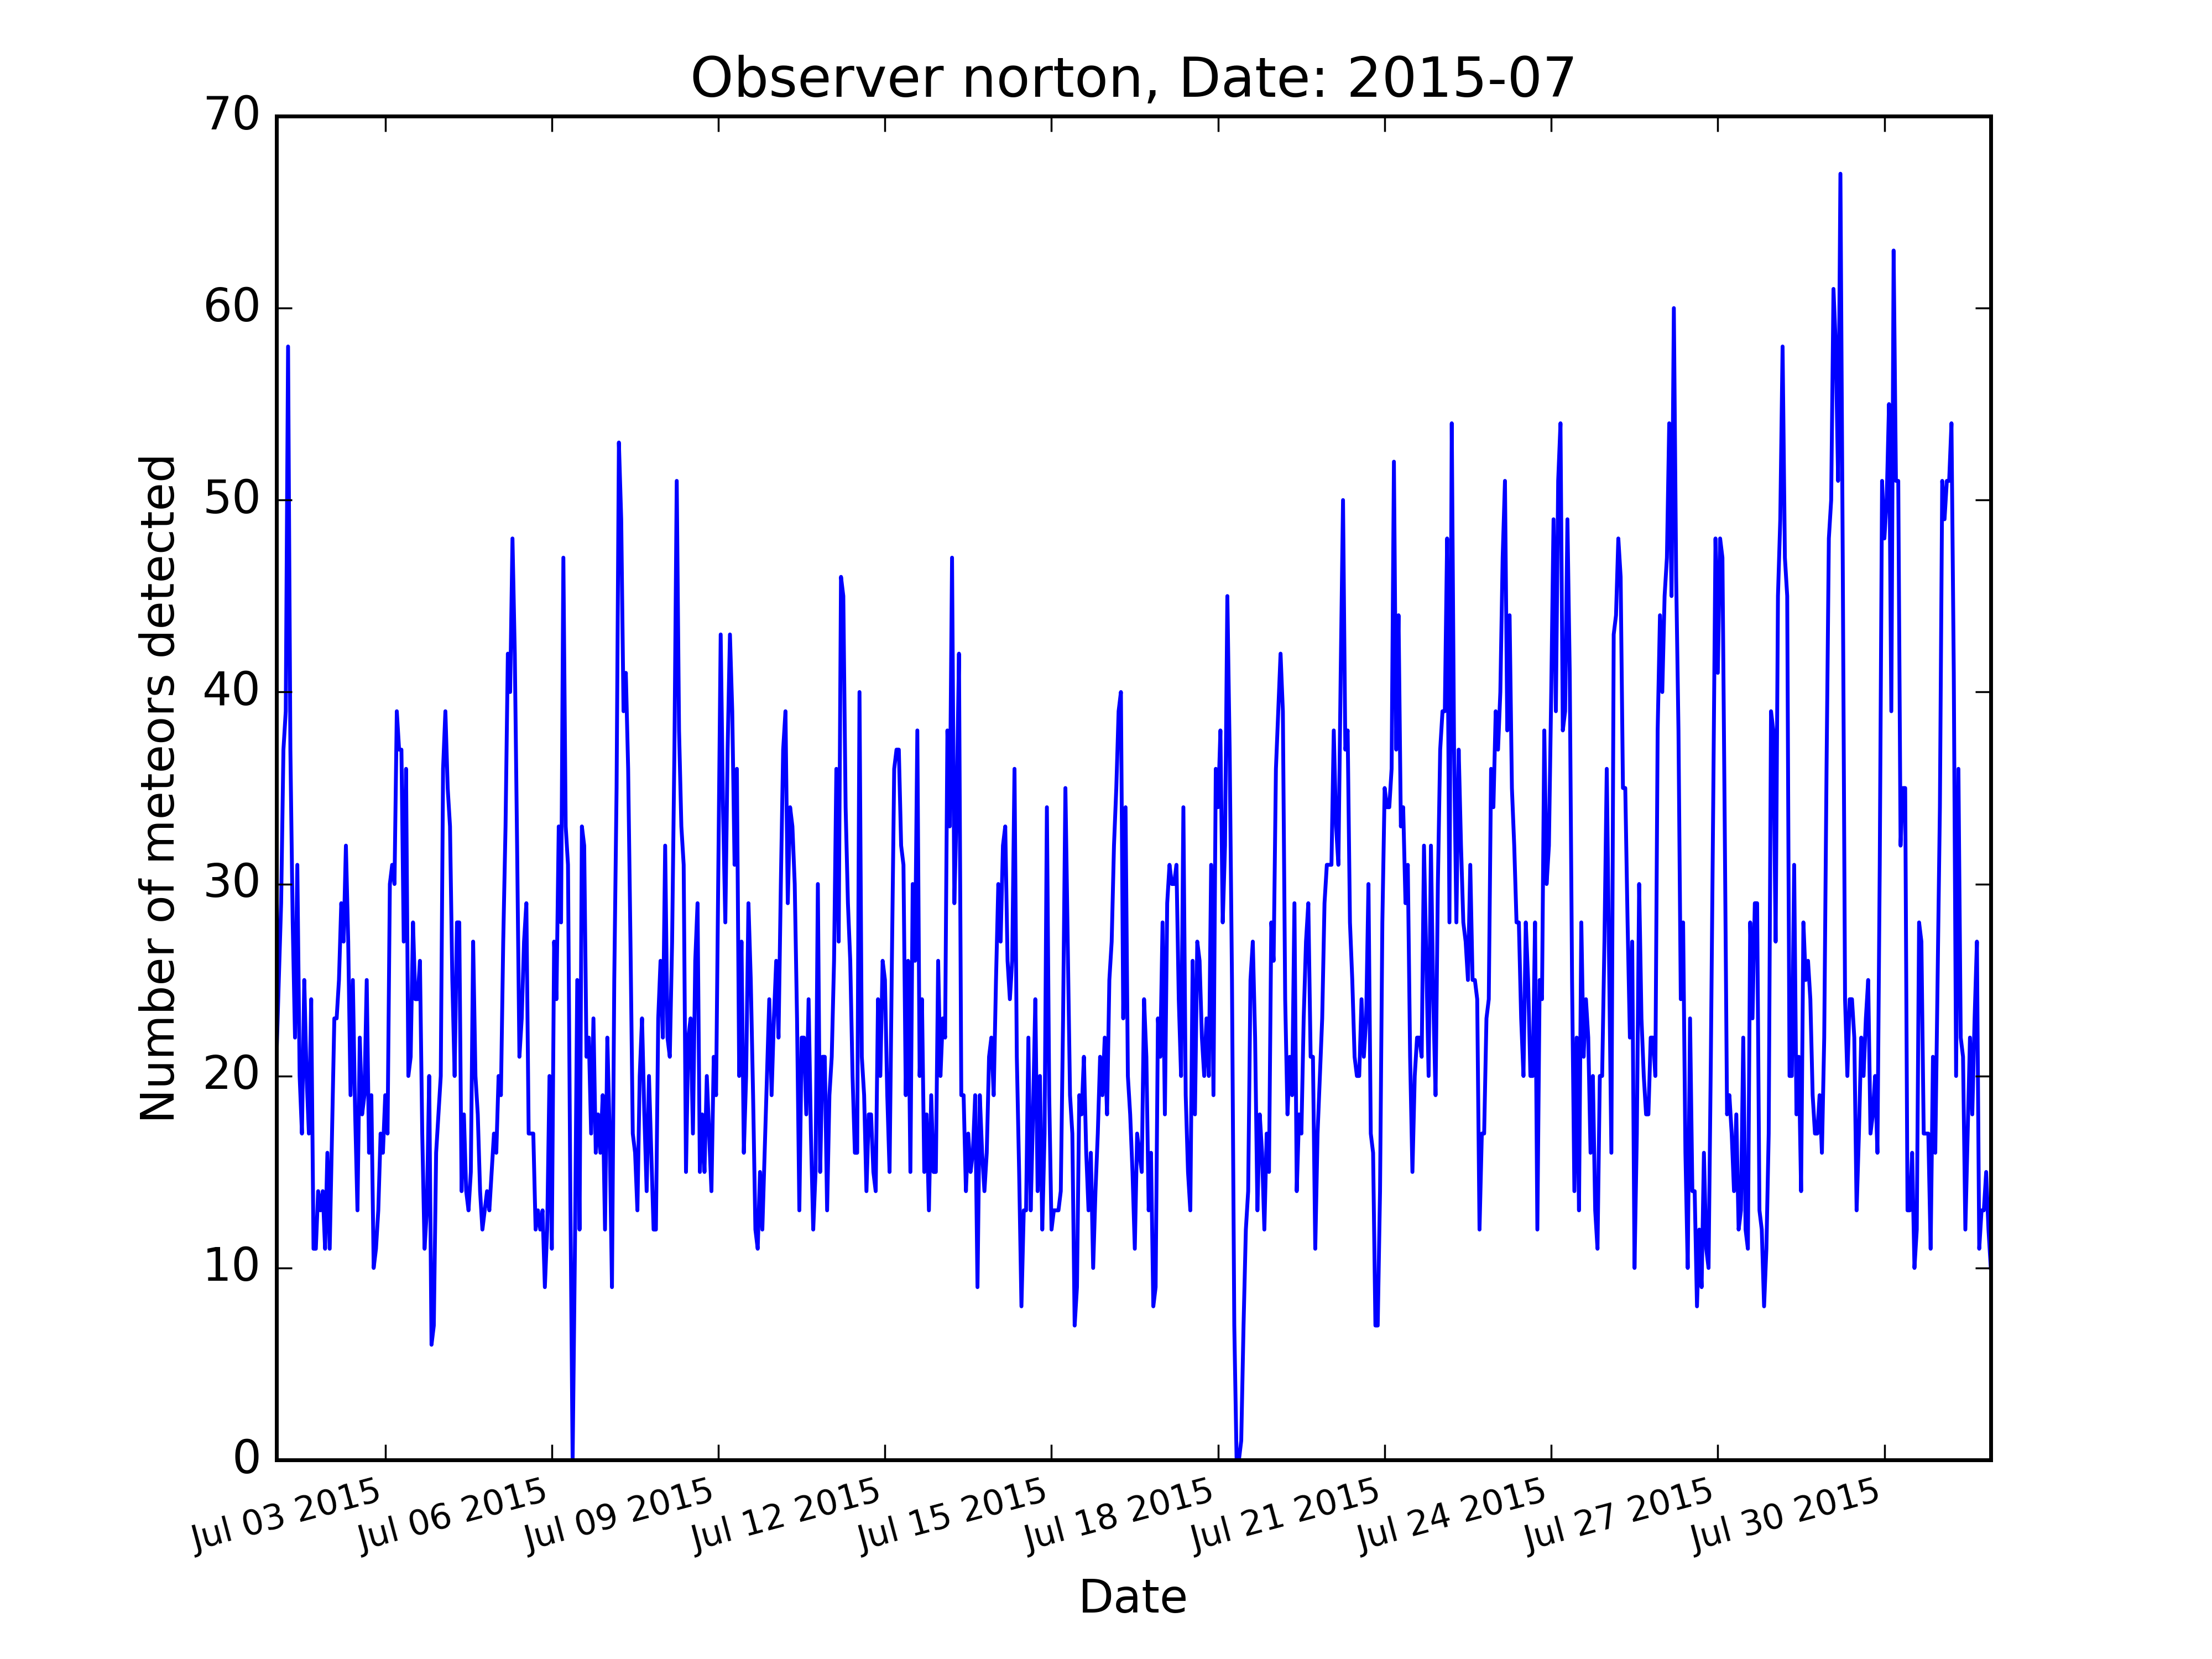 Observer norton, Date: 2015-07
Number of meteors detected
70
60
50
40
30
20
10
0
Jul 03 2015
Jul 06 2015
Jul 09 2015
Jul 12 2015
Jul 15 2015
Jul 18 2015
Jul 21 2015
Jul 24 2015
Jul 27 2015
Jul 30 2015
Date